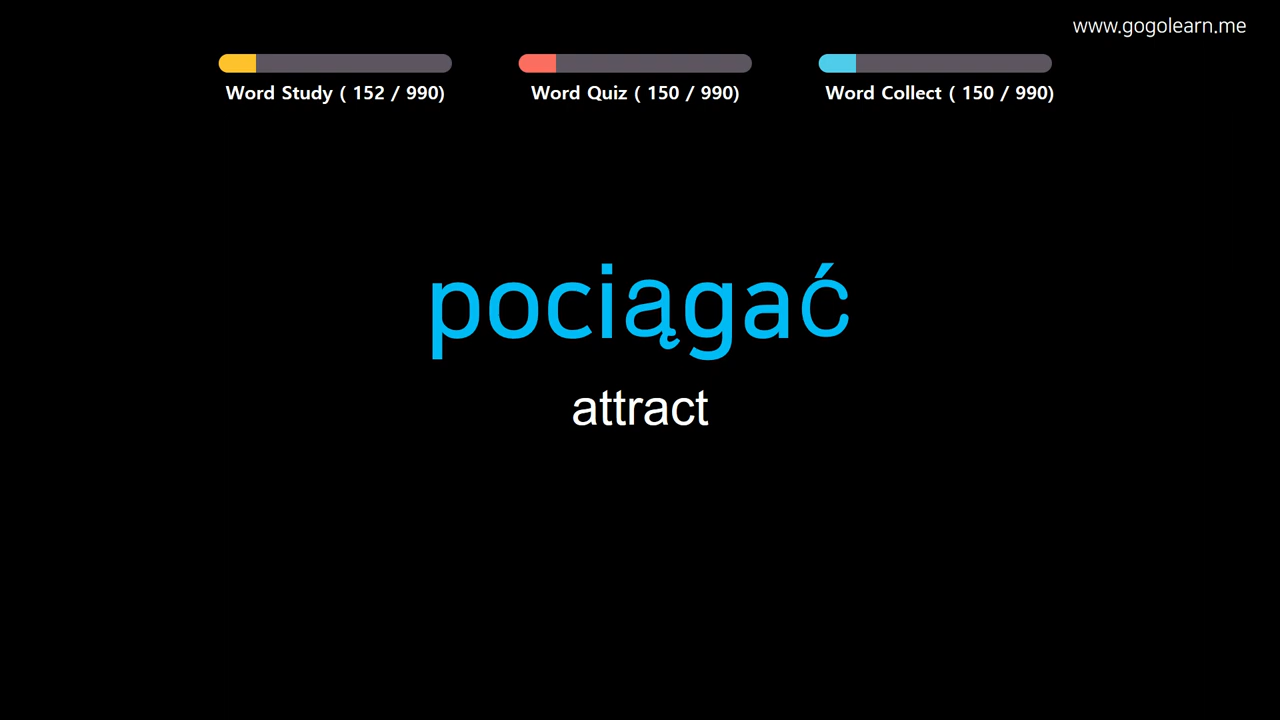 www.gogolearn.me
Word Study ( 152 / 990)
Word Quiz ( 150 / 990)
Word Collect ( 150 / 990)
pociągać
attract